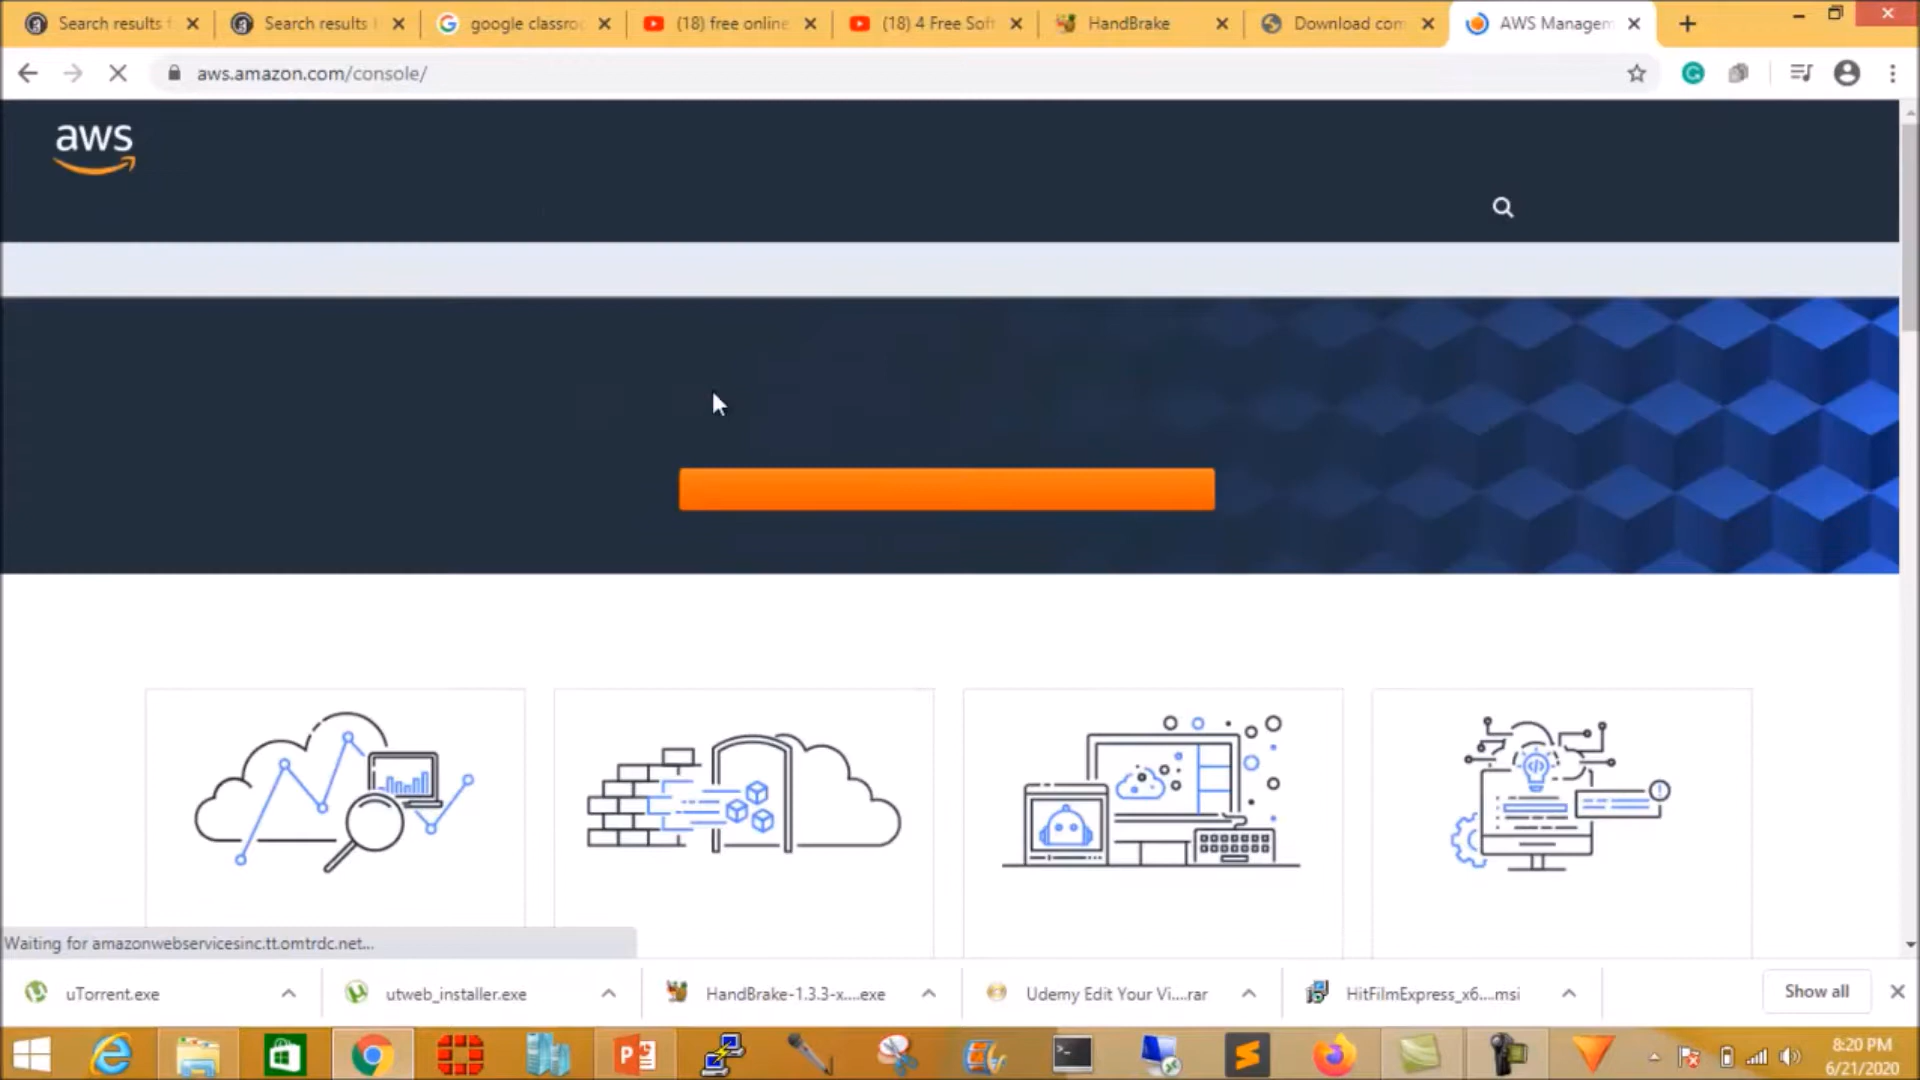 Search results f
Search results f
google classroo
(18) free online
(18) 4 Free Soft
HandBrake
Download com
AWS Managem
aws.amazon.com/console/
aws
Waiting for amazonwebservicesinc.tt.omtrdc.net...
uTorrent.exe
utweb_installer.exe
HandBrake-1.3.3-x....exe
Udemy Edit Your Vi....rar
HitFilmExpress_x6....msi
Show all
8:20 PM
6/21/2020